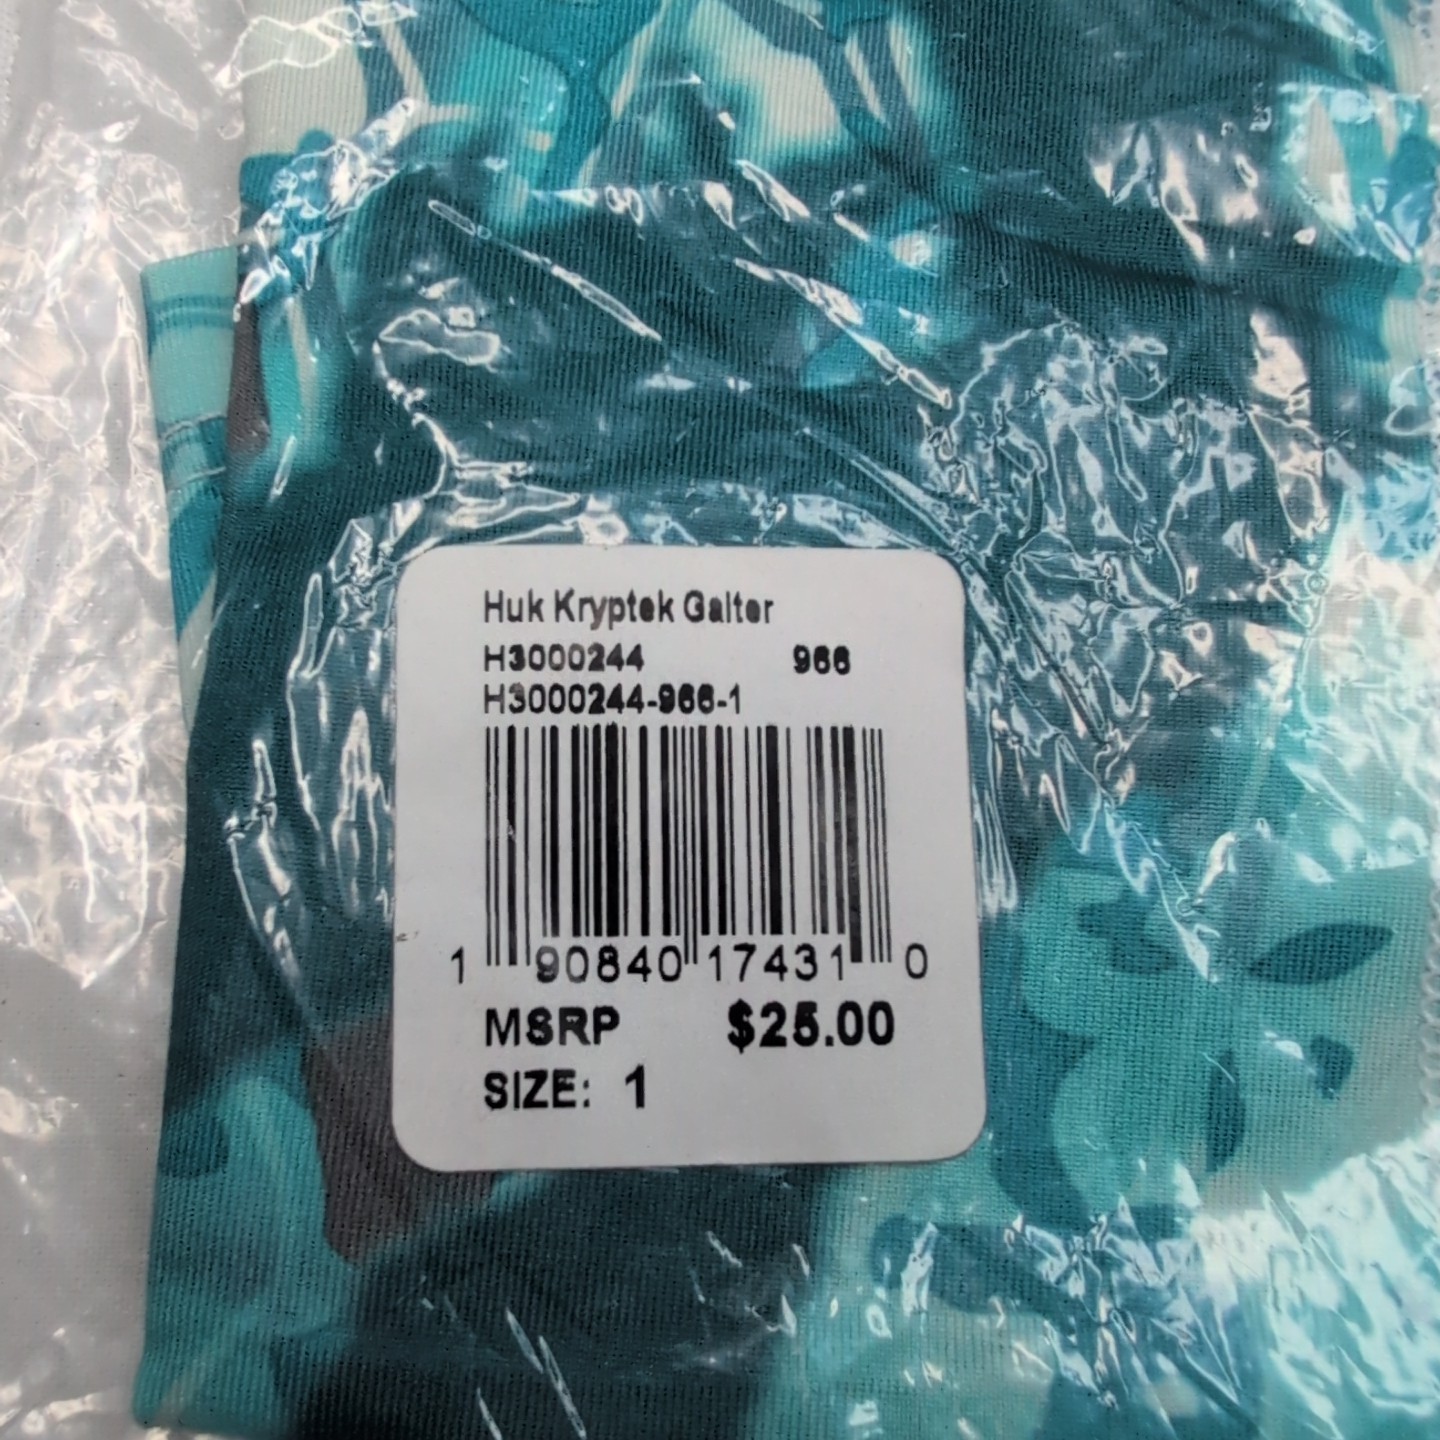 Huk Kryptek Gaiter
H3000244 966
H3000244-966-1
1 90840 17431 0
MSRP $25.00
SIZE: 1